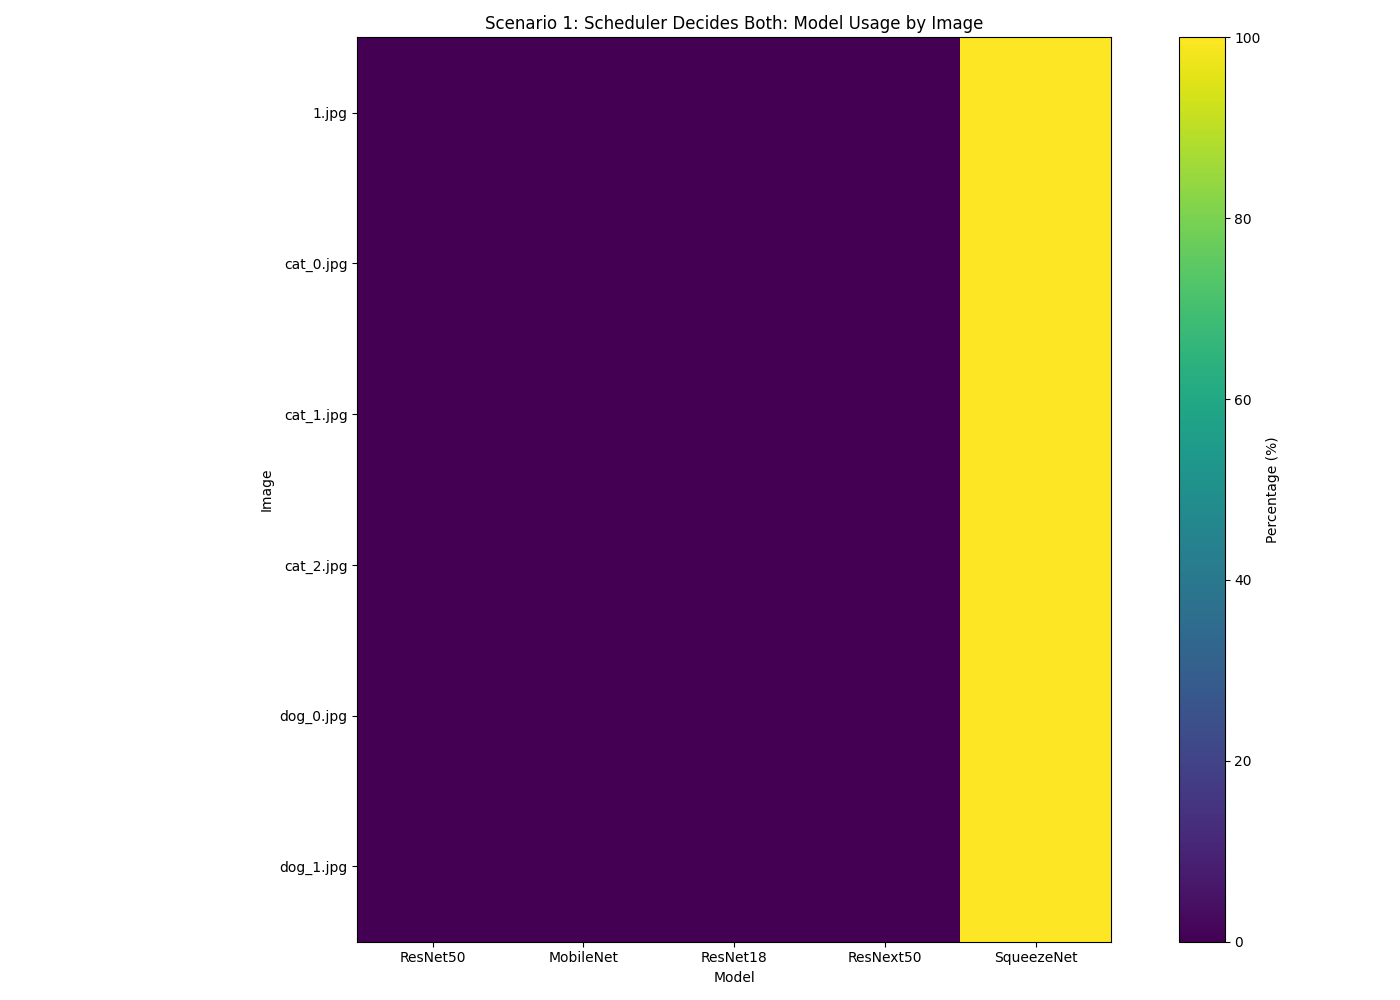 Scenario 1: Scheduler Decides Both: Model Usage by Image
1.jpg
cat_0.jpg
cat_1.jpg
cat_2.jpg
dog_0.jpg
dog_1.jpg
Image
ResNet50 MobileNet ResNet18 ResNext50 SqueezeNet
Model
100
80
60
40
20
0
Percentage (%)